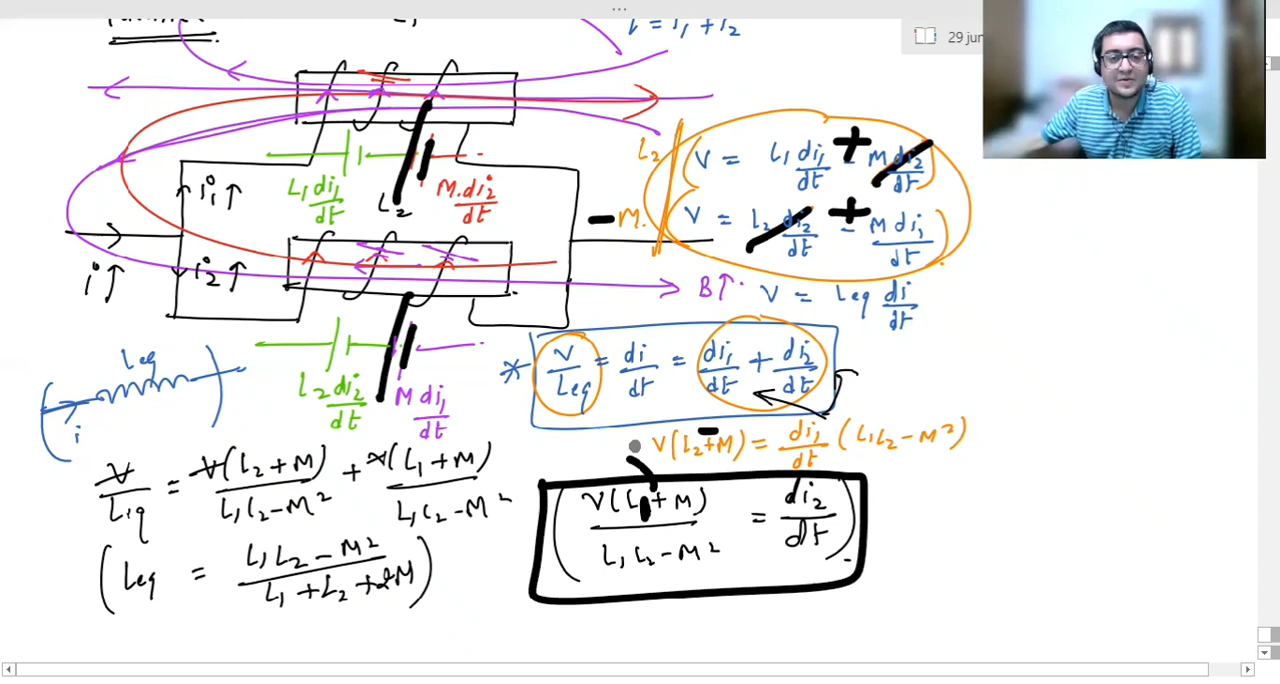 i = i₁ + i₂
29 jun
L₂
V = L₁ di₁/dt + M di₂/dt
V = L₂ di₂/dt + M di₁/dt
i₁ ↑
L₁ di₁/dt
L₂
M. di₂/dt
- M.
i ↑
i₂ ↑
B ↑.
V = Leq di/dt
Leq
i
L₂ di₂/dt
M di₁/dt
* V/Leq = di/dt = di₁/dt + di₂/dt
V(L₂ - M) = di₁/dt (L₁L₂ - M²)
V/Leq = V(L₂ + M)/(L₁L₂ - M²) + V(L₁ + M)/(L₁L₂ - M²)
(V(L₁ + M)/(L₁L₂ - M²) = di₂/dt).
(Leq = (L₁L₂ - M²)/(L₁ + L₂ + 2M))